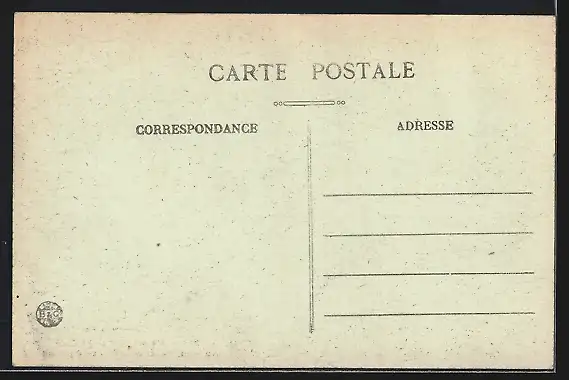 CARTE POSTALE
CORRESPONDANCE
ADRESSE
B&G